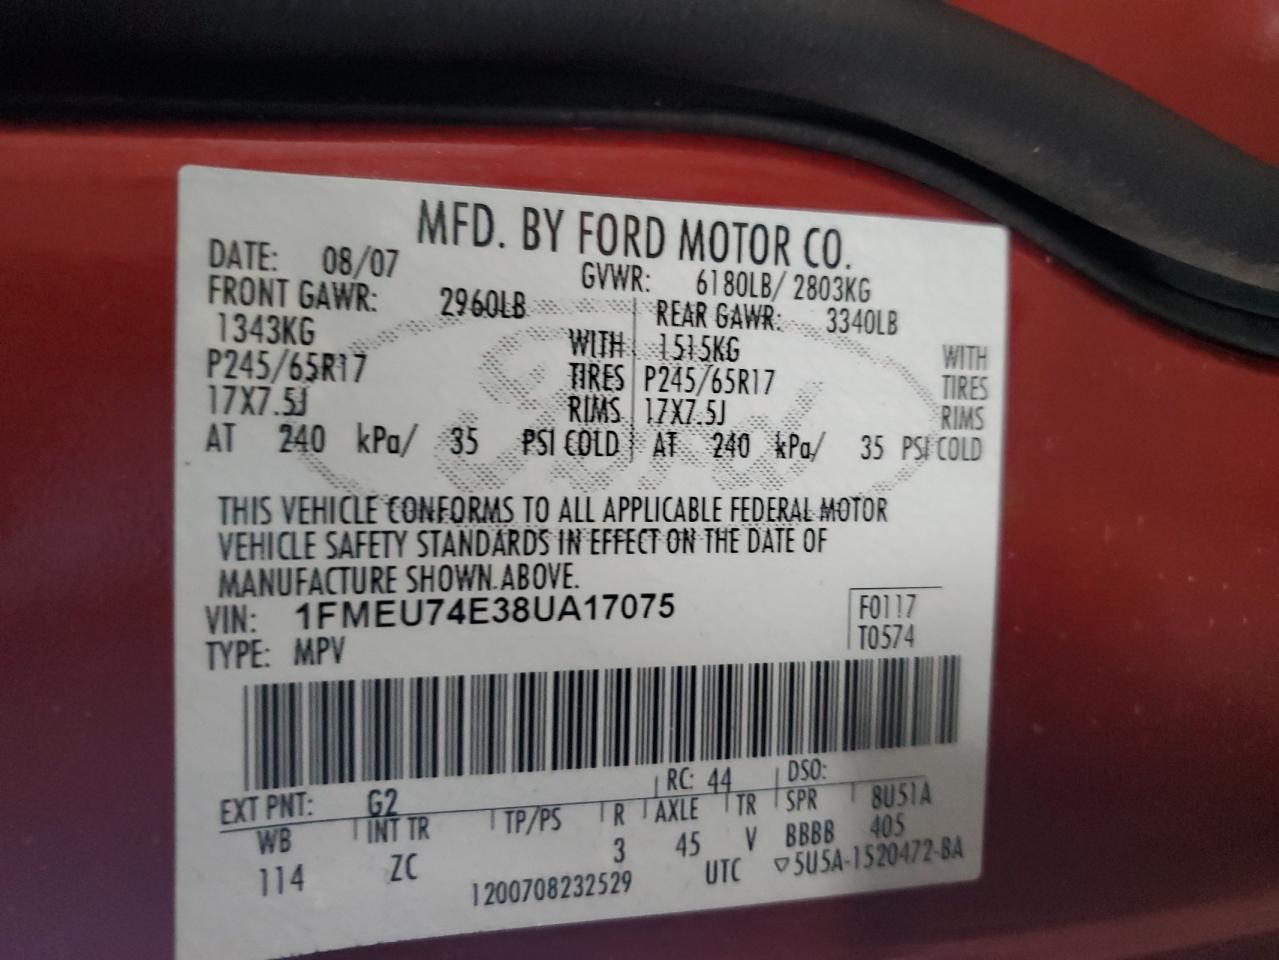 MFD. BY FORD MOTOR CO.
DATE: 08/07 GVWR: 6180LB/ 2803KG
FRONT GAWR: 2960LB REAR GAWR: 3340LB
1343KG WITH 1515KG WITH
P245/65R17 TIRES P245/65R17 TIRES
17X7.5J RIMS 17X7.5J RIMS
AT 240 kPa/ 35 PSI COLD AT 240 kPa/ 35 PSI COLD
THIS VEHICLE CONFORMS TO ALL APPLICABLE FEDERAL MOTOR
VEHICLE SAFETY STANDARDS IN EFFECT ON THE DATE OF
MANUFACTURE SHOWN ABOVE.
VIN: 1FMEU74E38UA17075 F0117
TYPE: MPV T0574
EXT PNT: G2 RC: 44 DSO:
WB INT TR TP/PS R AXLE TR SPR 8U51A
114 ZC 3 45 V BBBB 405
1200708232529 UTC ▽5U5A-1520472-BA